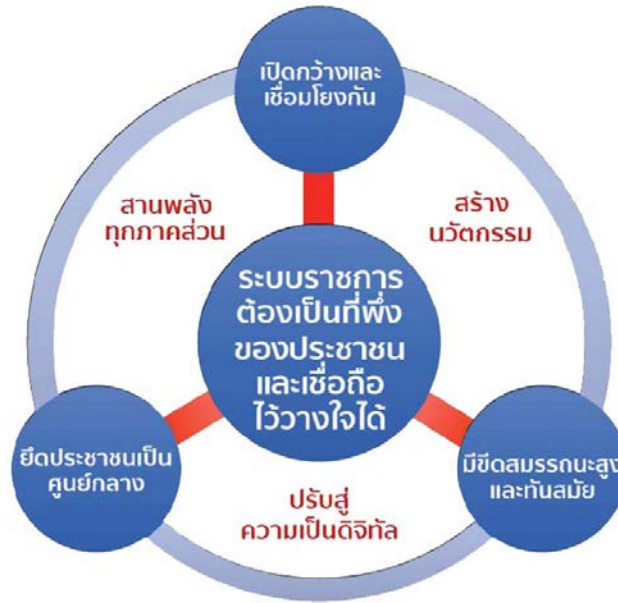 เปิดกว้างและ
เชื่อมโยงกัน
สานพลัง
ทุกภาคส่วน
สร้าง
นวัตกรรม
ระบบราชการ
ต้องเป็นที่พึ่ง
ของประชาชน
และเชื่อถือ
ไว้วางใจได้
ยึดประชาชนเป็น
ศูนย์กลาง
มีขีดสมรรถนะสูง
และทันสมัย
ปรับสู่
ความเป็นดิจิทัล